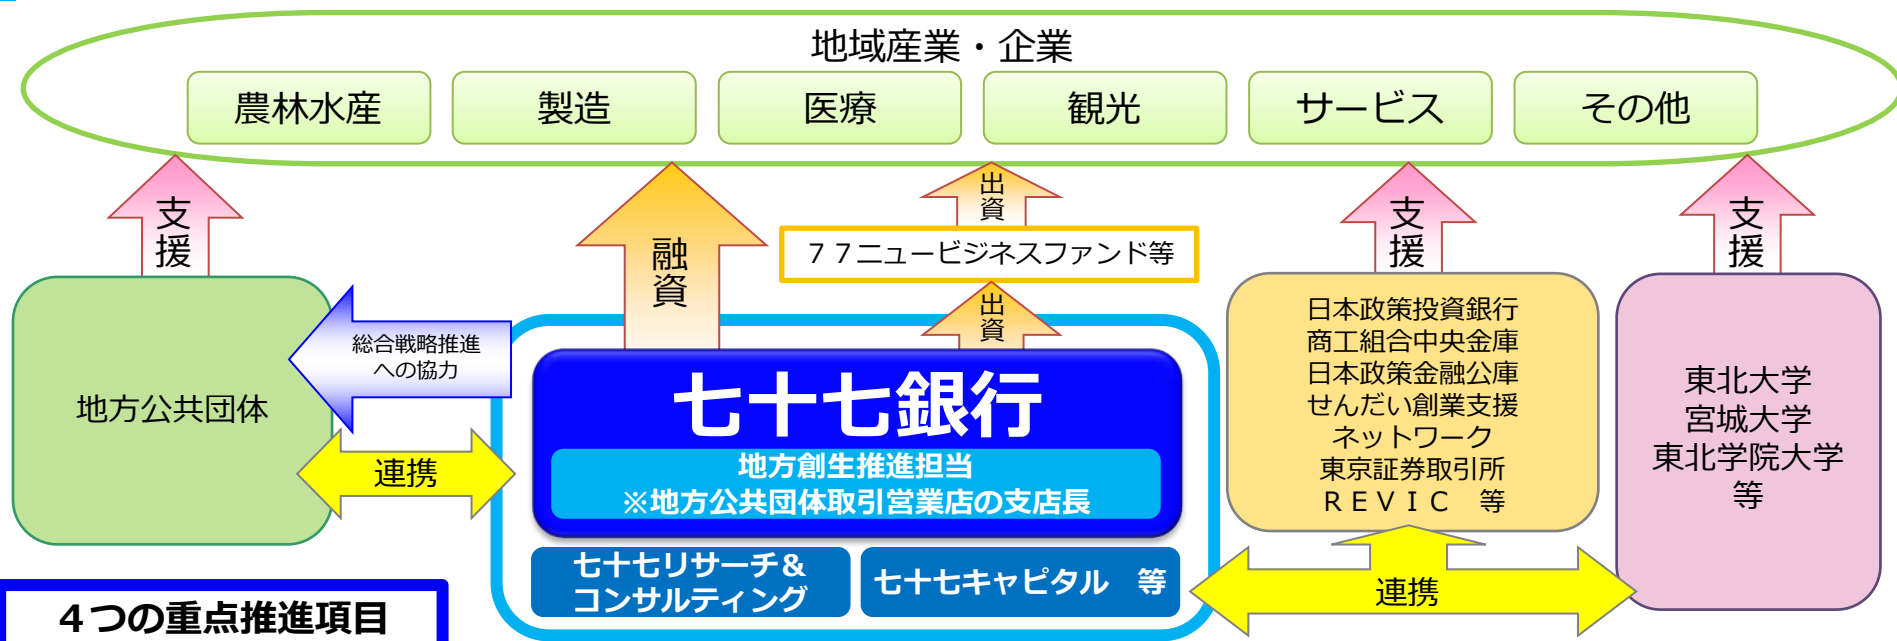 地域産業・企業
農林水産
製造
医療
観光
サービス
その他
支
援
融
資
出
資
７７ニュービジネスファンド等
出
資
支
援
支
援
地方公共団体
総合戦略推進
への協力
連携
七十七銀行
地方創生推進担当
※地方公共団体取引営業店の支店長
七十七リサーチ＆
コンサルティング
七十七キャピタル　等
日本政策投資銀行
商工組合中央金庫
日本政策金融公庫
せんだい創業支援
ネットワーク
東京証券取引所
ＲＥＶＩＣ　等
東北大学
宮城大学
東北学院大学
等
連携
４つの重点推進項目